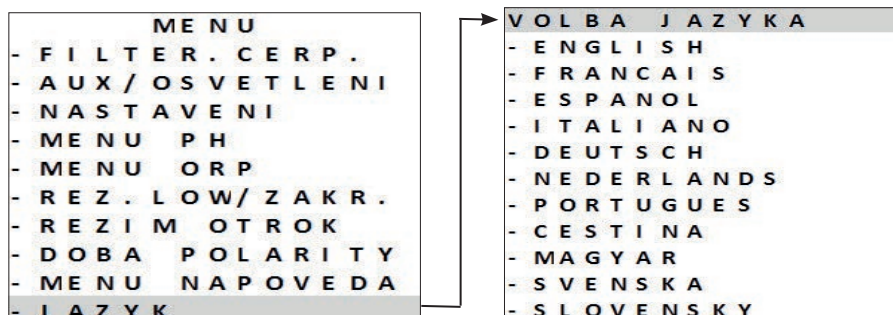 MENU
- FILTER. CERP.
- AUX/OSVETLENI
- NASTAVENI
- MENU PH
- MENU ORP
- REZ. LOW/ZAKR.
- REZIM OTROK
- DOBA POLARITY
- MENU NAPOVEDA
- JAZYK
VOLBA JAZYKA
- ENGLISH
- FRANCAIS
- ESPANOL
- ITALIANO
- DEUTSCH
- NEDERLANDS
- PORTUGUES
- CESTINA
- MAGYAR
- SVENSKA
- SLOVENSKY